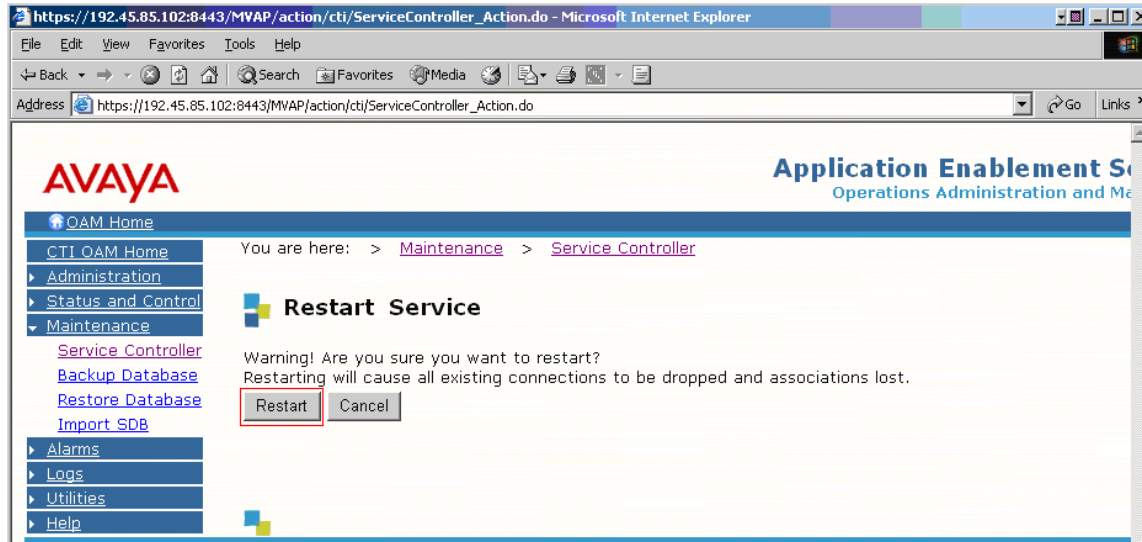 https://192.45.85.102:8443/MVAP/action/cti/ServiceController_Action.do - Microsoft Internet Explorer
File Edit View Favorites Tools Help
Back Search Favorites Media
Address https://192.45.85.102:8443/MVAP/action/cti/ServiceController_Action.do Go Links
AVAYA
Application Enablement
Operations Administration and
OAM Home
CTI OAM Home
Administration
Status and Control
Maintenance
Service Controller
Backup Database
Restore Database
Import SDB
Alarms
Logs
Utilities
Help
You are here: > Maintenance > Service Controller
Restart Service
Warning! Are you sure you want to restart?
Restarting will cause all existing connections to be dropped and associations lost.
Restart Cancel